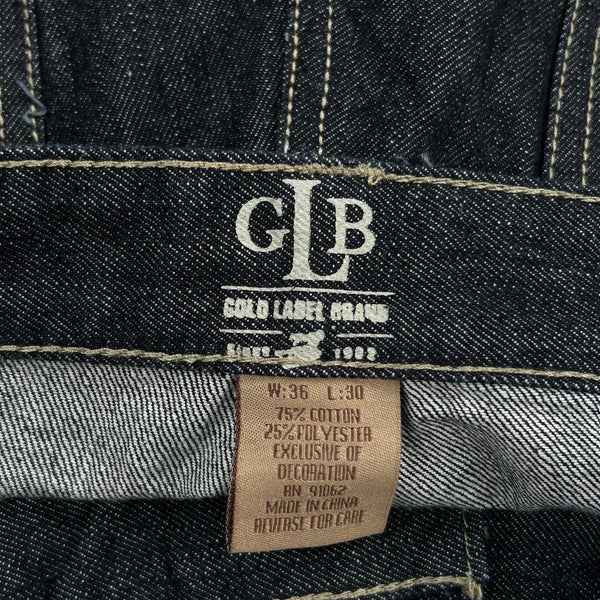 GLB
GOLD LABEL BRAND
SINCE 1993
W:36 L:30
75% COTTON
25% POLYESTER
EXCLUSIVE OF
DECORATION
RN 91062
MADE IN CHINA
REVERSE FOR CARE